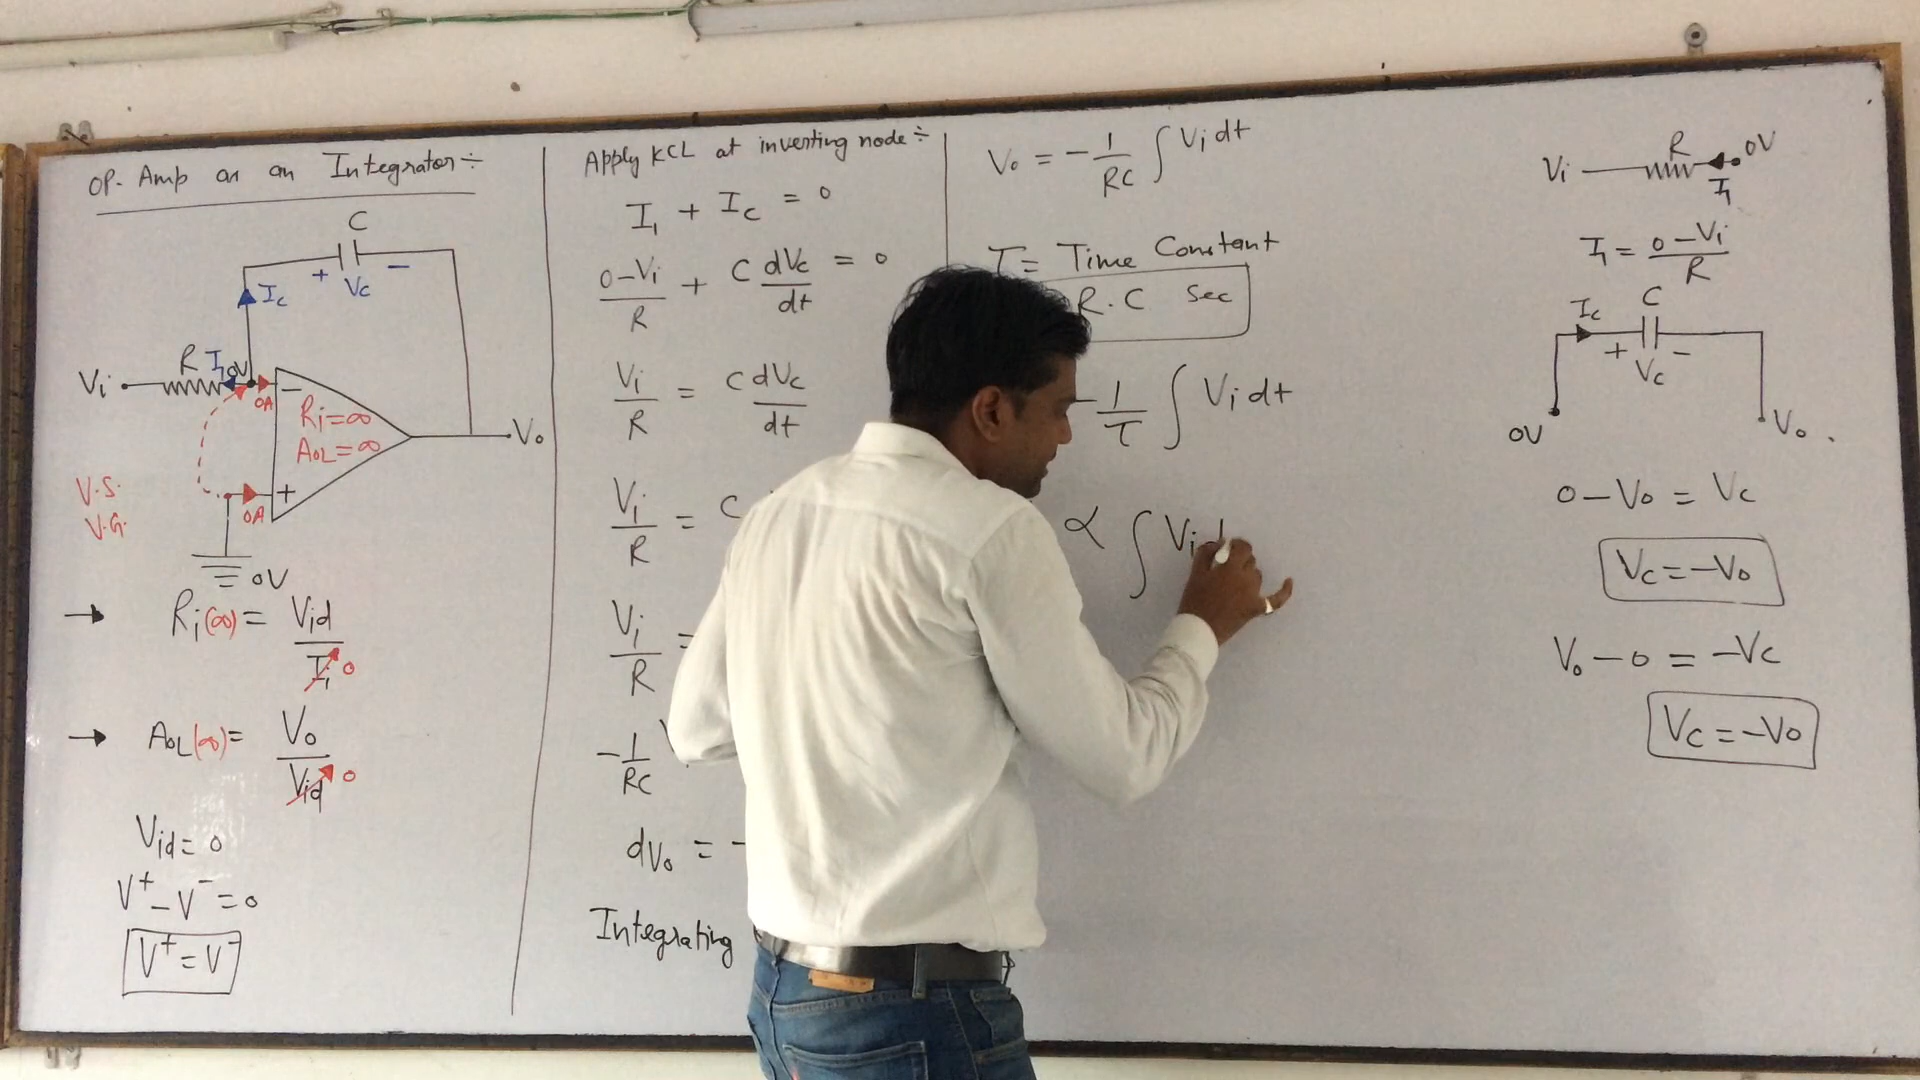 OP-Amp as an Integrator ÷
C
+ Vc −
Ic
R I₁ 0V
Vi
0A
−
Ri=∞
AOL=∞
Vo
+
0A
V.S.
V.G.
0V
→ Ri(∞) = Vid / Ii 0
→ AOL(∞) = Vo / Vid 0
Vid = 0
V⁺ − V⁻ = 0
V⁺ = V⁻
Apply KCL at inverting node ÷
I₁ + Ic = 0
0−Vi / R + C dVc / dt = 0
Vi / R = C dVc / dt
Vi / R = C
Vi / R =
−1 / RC
dVo = −
Integrating
Vo = −1 / RC ∫ Vi dt
T = Time Constant
R.C Sec
−1 / τ ∫ Vi dt
∝ ∫ Vi d
Vi R 0V
I₁
I₁ = 0−Vi / R
Ic C
+ Vc −
0V Vo.
0 − Vo = Vc
Vc = −Vo
Vo − 0 = −Vc
Vc = −Vo